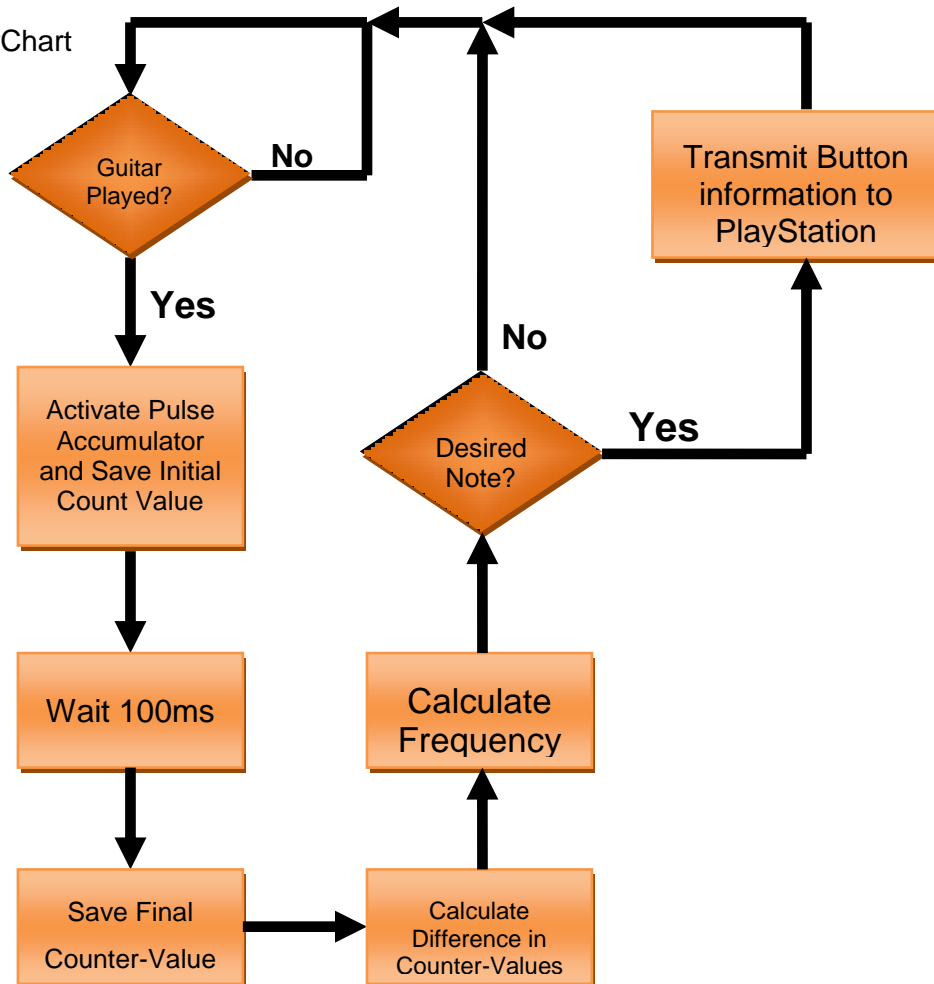 Chart
Guitar
Played?
No
Yes
Activate Pulse
Accumulator
and Save Initial
Count Value
Wait 100ms
Save Final
Counter-Value
Calculate
Difference in
Counter-Values
Calculate
Frequency
Desired
Note?
No
Yes
Transmit Button
information to
PlayStation